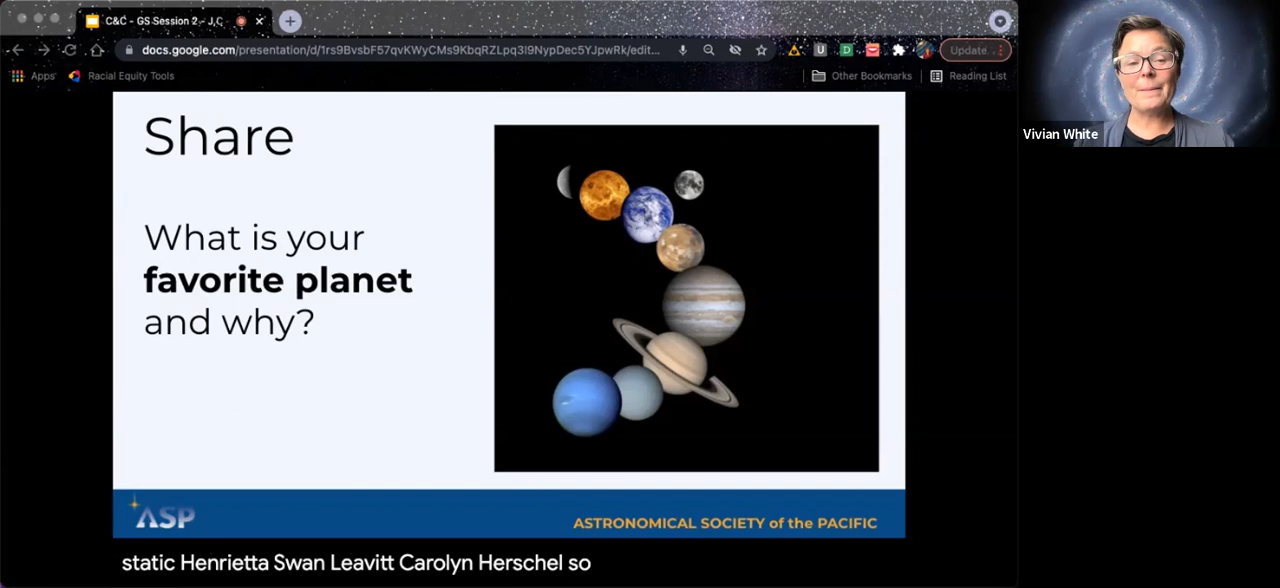 C&C - GS Session 2 - J,C
docs.google.com/presentation/d/1rs9BvsbF57qvKWyCMs9KbqRZLpq3l9NypDec5YJpwRk/edit...
Update
Apps
Racial Equity Tools
Other Bookmarks
Reading List
Vivian White
Share
What is your
favorite planet
and why?
ASP
ASTRONOMICAL SOCIETY of the PACIFIC
static Henrietta Swan Leavitt Carolyn Herschel so